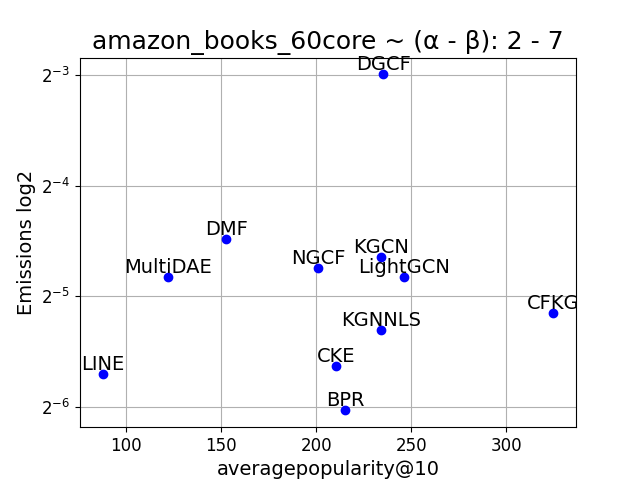 amazon_books_60core ~ (α - β): 2 - 7
Emissions log2
2⁻³
2⁻⁴
2⁻⁵
2⁻⁶
DGCF
DMF
KGCN
NGCF
MultiDAE
LightGCN
CFKG
KGNNLS
CKE
LINE
BPR
100 150 200 250 300
averagepopularity@10